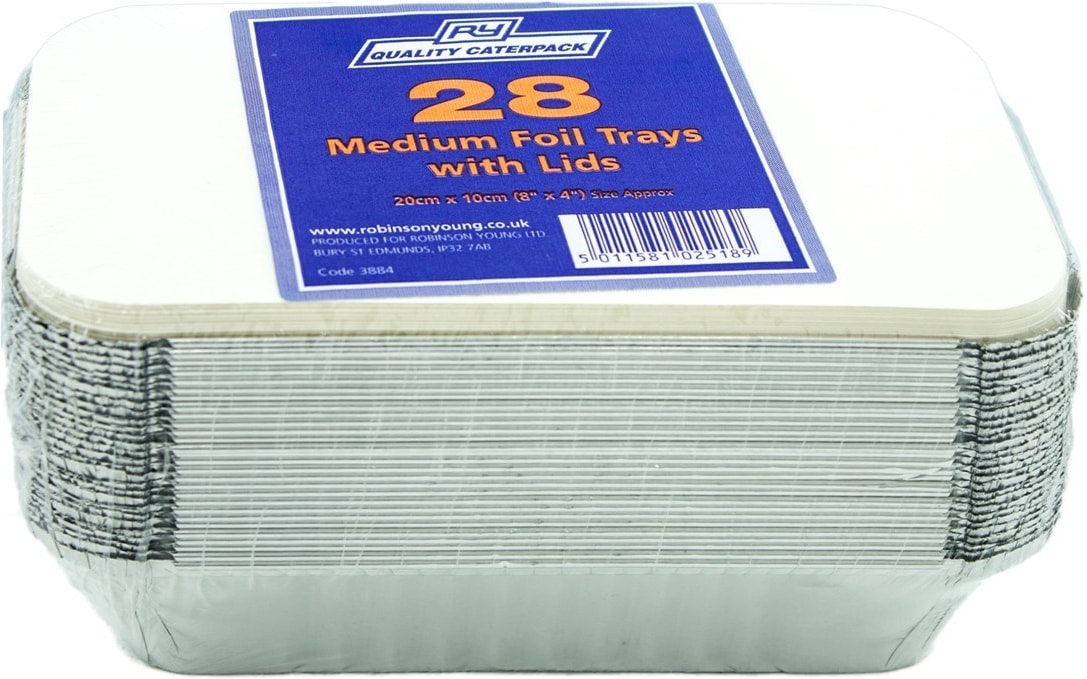 RY
QUALITY CATERPACK
28
Medium Foil Trays
with Lids
20cm x 10cm (8" x 4") Size Approx
www.robinsonyoung.co.uk
PRODUCED FOR ROBINSON YOUNG LTD
BURY ST EDMUNDS, IP32 7AB
Code 3884
5 011581 025189